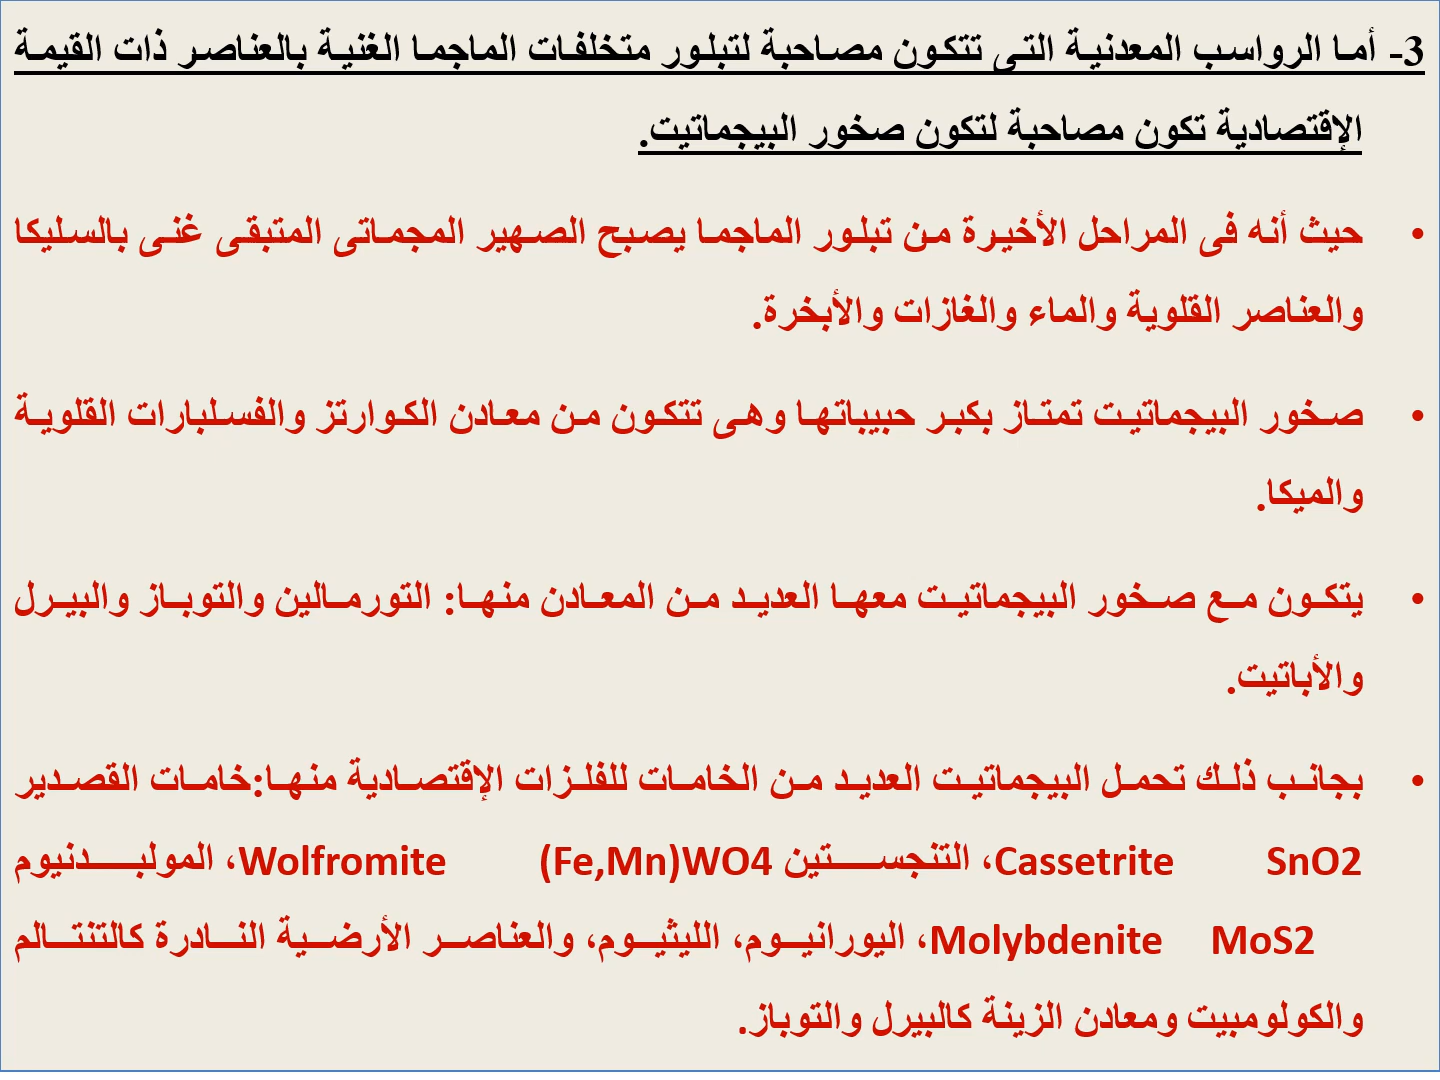 3- أما الرواسب المعدنية التى تتكون مصاحبة لتبلور متخلفات الماجما الغنية بالعناصر ذات القيمة
الإقتصادية تكون مصاحبة لتكون صخور البيجماتيت.
• حيث أنه فى المراحل الأخيرة من تبلور الماجما يصبح الصهير المجماتى المتبقى غنى بالسليكا
والعناصر القلوية والماء والغازات والأبخرة.
• صخور البيجماتيت تمتاز بكبر حبيباتها وهى تتكون من معادن الكوارتز والفسلبارات القلوية
والميكا.
• يتكون مع صخور البيجماتيت معها العديد من المعادن منها: التورمالين والتوباز والبيرل
والأباتيت.
• بجانب ذلك تحمل البيجماتيت العديد من الخامات للفلزات الإقتصادية منها:خامات القصدير
Cassetrite SnO2، التنجستين Wolfromite (Fe,Mn)WO4، المولبدنيوم
Molybdenite MoS2، اليورانيوم، الليثيوم، والعناصر الأرضية النادرة كالتنتالم
والكولومبيت ومعادن الزينة كالبيرل والتوباز.